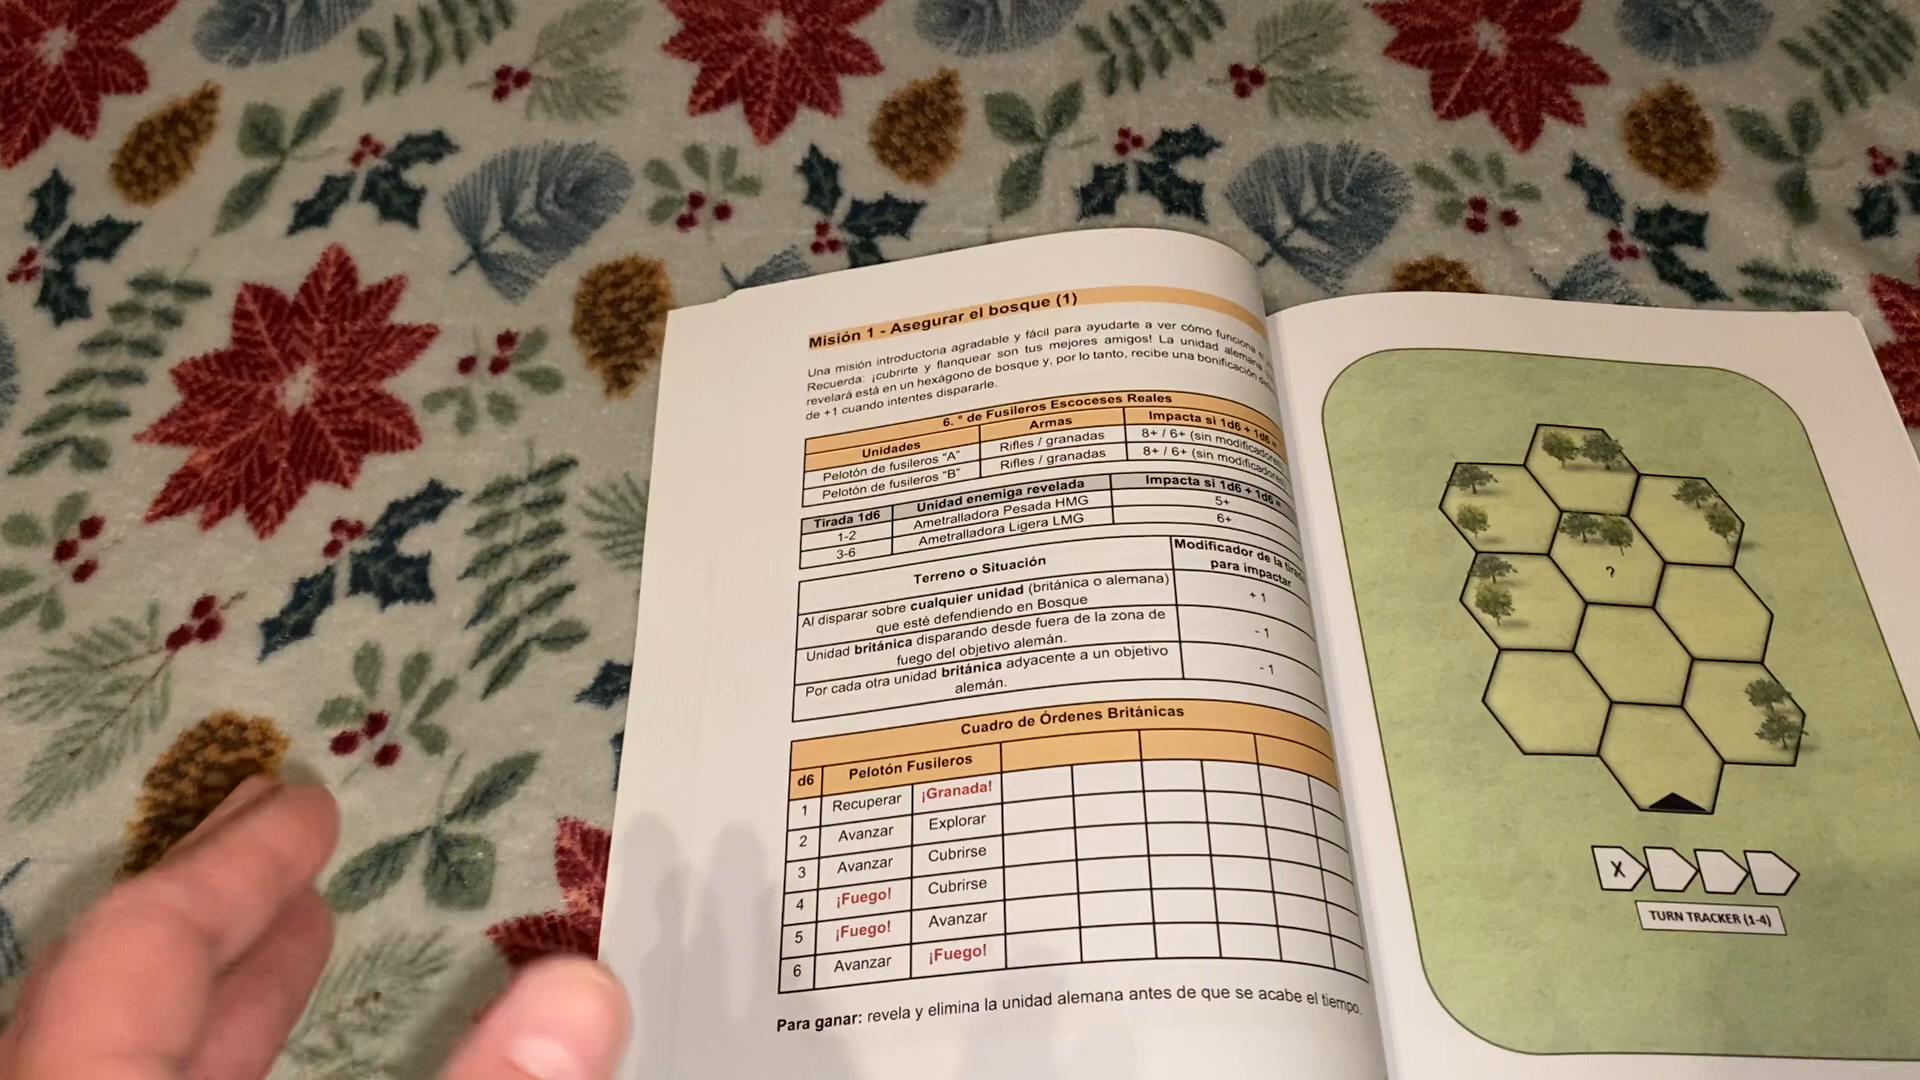 Misión 1 - Asegurar el bosque (1)
Una misión introductoria agradable y fácil para ayudarte a ver cómo funciona
Recuerda: ¡cubrirte y flanquear son tus mejores amigos! La unidad alemana
revelará está en un hexágono de bosque y, por lo tanto, recibe una bonificación
de +1 cuando intentes dispararle.
6. ° de Fusileros Escoceses Reales
Unidades Armas Impacta si 1d6 + 1d6 =
Pelotón de fusileros "A" Rifles / granadas 8+ / 6+ (sin modificadores)
Pelotón de fusileros "B" Rifles / granadas 8+ / 6+ (sin modificadores)
Tirada 1d6 Unidad enemiga revelada Impacta si 1d6 + 1d6 =
1-2 Ametralladora Pesada HMG 5+
3-6 Ametralladora Ligera LMG 6+
Terreno o Situación Modificador de la tirada
para impactar
Al disparar sobre cualquier unidad (británica o alemana)
que esté defendiendo en Bosque + 1
Unidad británica disparando desde fuera de la zona de
fuego del objetivo alemán. - 1
Por cada otra unidad británica adyacente a un objetivo
alemán. - 1
Cuadro de Órdenes Británicas
d6 Pelotón Fusileros
1 Recuperar ¡Granada!
2 Avanzar Explorar
3 Avanzar Cubrirse
4 ¡Fuego! Cubrirse
5 ¡Fuego! Avanzar
6 Avanzar ¡Fuego!
Para ganar: revela y elimina la unidad alemana antes de que se acabe el tiempo.
?
X
TURN TRACKER (1-4)